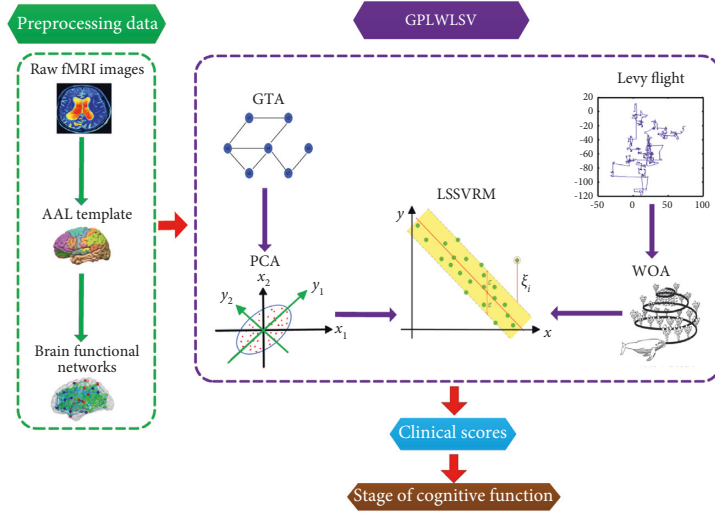 Preprocessing data
GPLWLSV
Raw fMRI images
AAL template
Brain functional
networks
GTA
PCA
x2
y2
y1
x1
LSSVRM
y
ε
ε
ξi
x
Levy flight
20
0
-20
-40
-60
-80
-100
-120
-50
0
50
100
WOA
Clinical scores
Stage of cognitive function